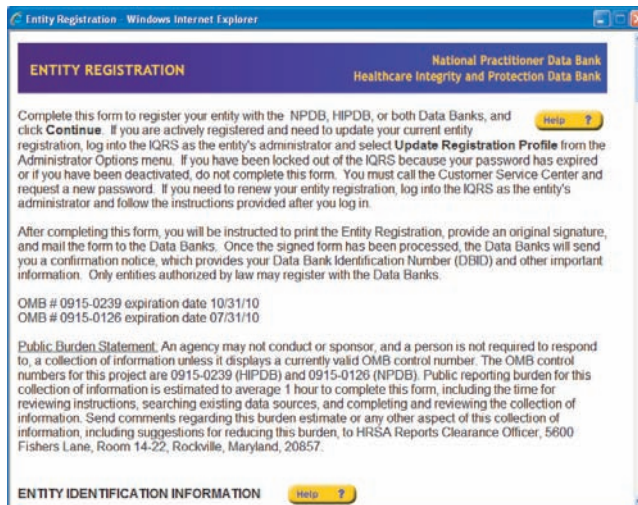 Entity Registration - Windows Internet Explorer
ENTITY REGISTRATION
National Practitioner Data Bank
Healthcare Integrity and Protection Data Bank
Complete this form to register your entity with the NPDB, HIPDB, or both Data Banks, and
Help ?
click Continue. If you are actively registered and need to update your current entity
registration, log into the IQRS as the entity's administrator and select Update Registration Profile from the
Administrator Options menu. If you have been locked out of the IQRS because your password has expired
or if you have been deactivated, do not complete this form. You must call the Customer Service Center and
request a new password. If you need to renew your entity registration, log into the IQRS as the entity's
administrator and follow the instructions provided after you log in.
After completing this form, you will be instructed to print the Entity Registration, provide an original signature,
and mail the form to the Data Banks. Once the signed form has been processed, the Data Banks will send
you a confirmation notice, which provides your Data Bank Identification Number (DBID) and other important
information. Only entities authorized by law may register with the Data Banks.
OMB # 0915-0239 expiration date 10/31/10
OMB # 0915-0126 expiration date 07/31/10
Public Burden Statement: An agency may not conduct or sponsor, and a person is not required to respond
to, a collection of information unless it displays a currently valid OMB control number. The OMB control
numbers for this project are 0915-0239 (HIPDB) and 0915-0126 (NPDB). Public reporting burden for this
collection of information is estimated to average 1 hour to complete this form, including the time for
reviewing instructions, searching existing data sources, and completing and reviewing the collection of
information. Send comments regarding this burden estimate or any other aspect of this collection of
information, including suggestions for reducing this burden, to HRSA Reports Clearance Officer, 5600
Fishers Lane, Room 14-22, Rockville, Maryland, 20857.
ENTITY IDENTIFICATION INFORMATION
Help ?